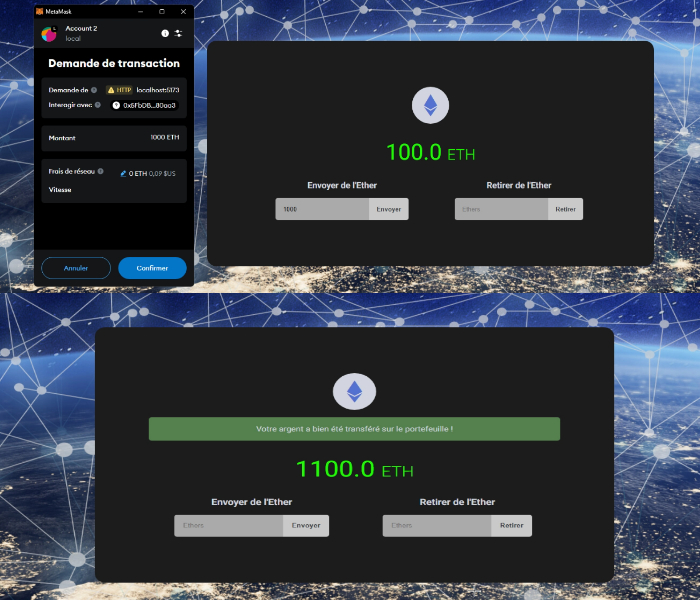 MetaMask
Account 2
local
Demande de transaction
Demande de HTTP localhost:5173
Interagir avec 0x5FbDB...80aa3
Montant 1000 ETH
Frais de réseau 0 ETH 0,09 $US
Vitesse
Annuler Confirmer
100.0 ETH
Envoyer de l'Ether Retirer de l'Ether
1000 Envoyer Ethers Retirer
Votre argent a bien été transféré sur le portefeuille !
1100.0 ETH
Envoyer de l'Ether Retirer de l'Ether
Ethers Envoyer Ethers Retirer